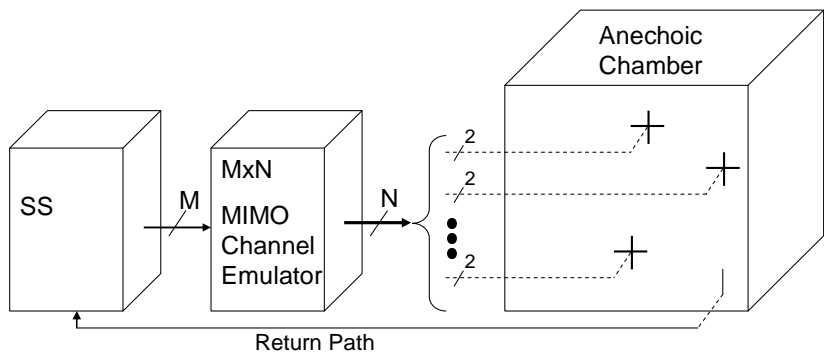 Anechoic
Chamber
SS
M
MxN
MIMO
Channel
Emulator
N
2
2
2
Return Path